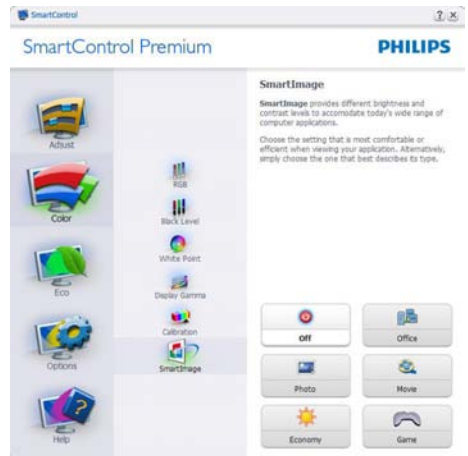 SmartControl
SmartControl Premium
PHILIPS
Adjust
Color
Eco
Options
Help
RGB
Black Level
White Point
Display Gamma
Calibration
SmartImage
SmartImage
SmartImage provides different brightness and
contrast levels to accomodate today's wide range of
computer applications.
Choose the setting that is most comfortable or
efficient when viewing your application. Alternatively,
simply choose the one that best describes its type.
Off
Office
Photo
Movie
Economy
Game